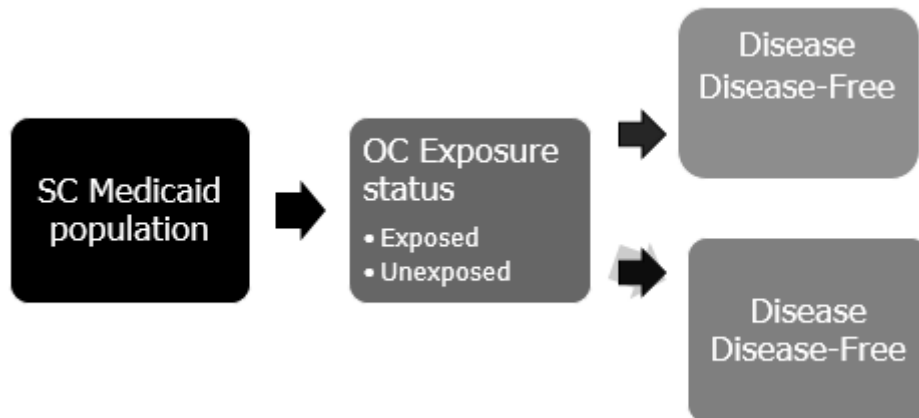 SC Medicaid
population
OC Exposure
status
• Exposed
• Unexposed
Disease
Disease-Free
Disease
Disease-Free